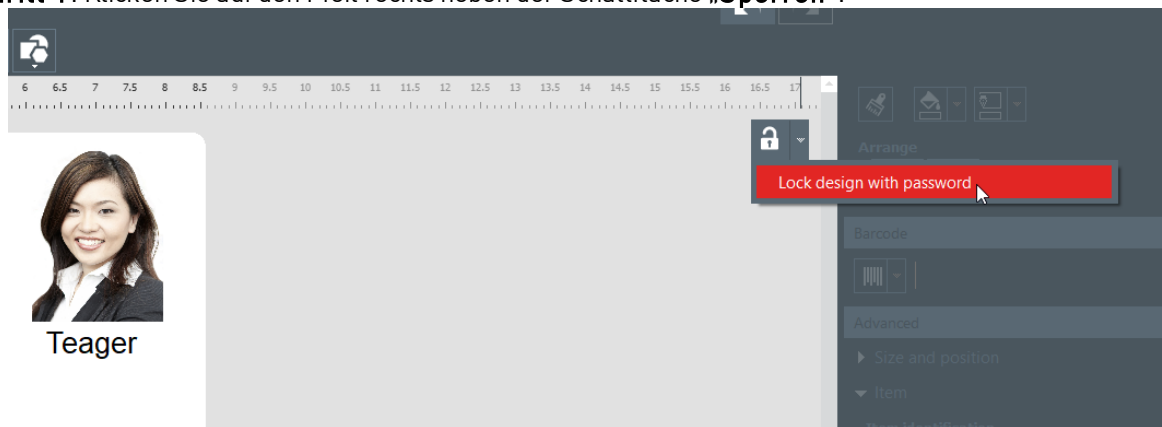 Klicken Sie auf den Pfeil rechts neben der Schaltfläche „Sperren“.
6 6.5 7 7.5 8 8.5 9 9.5 10 10.5 11 11.5 12 12.5 13 13.5 14 14.5 15 15.5 16 16.5 17
Arrange
Lock design with password
Barcode
Advanced
Size and position
Item
Teager